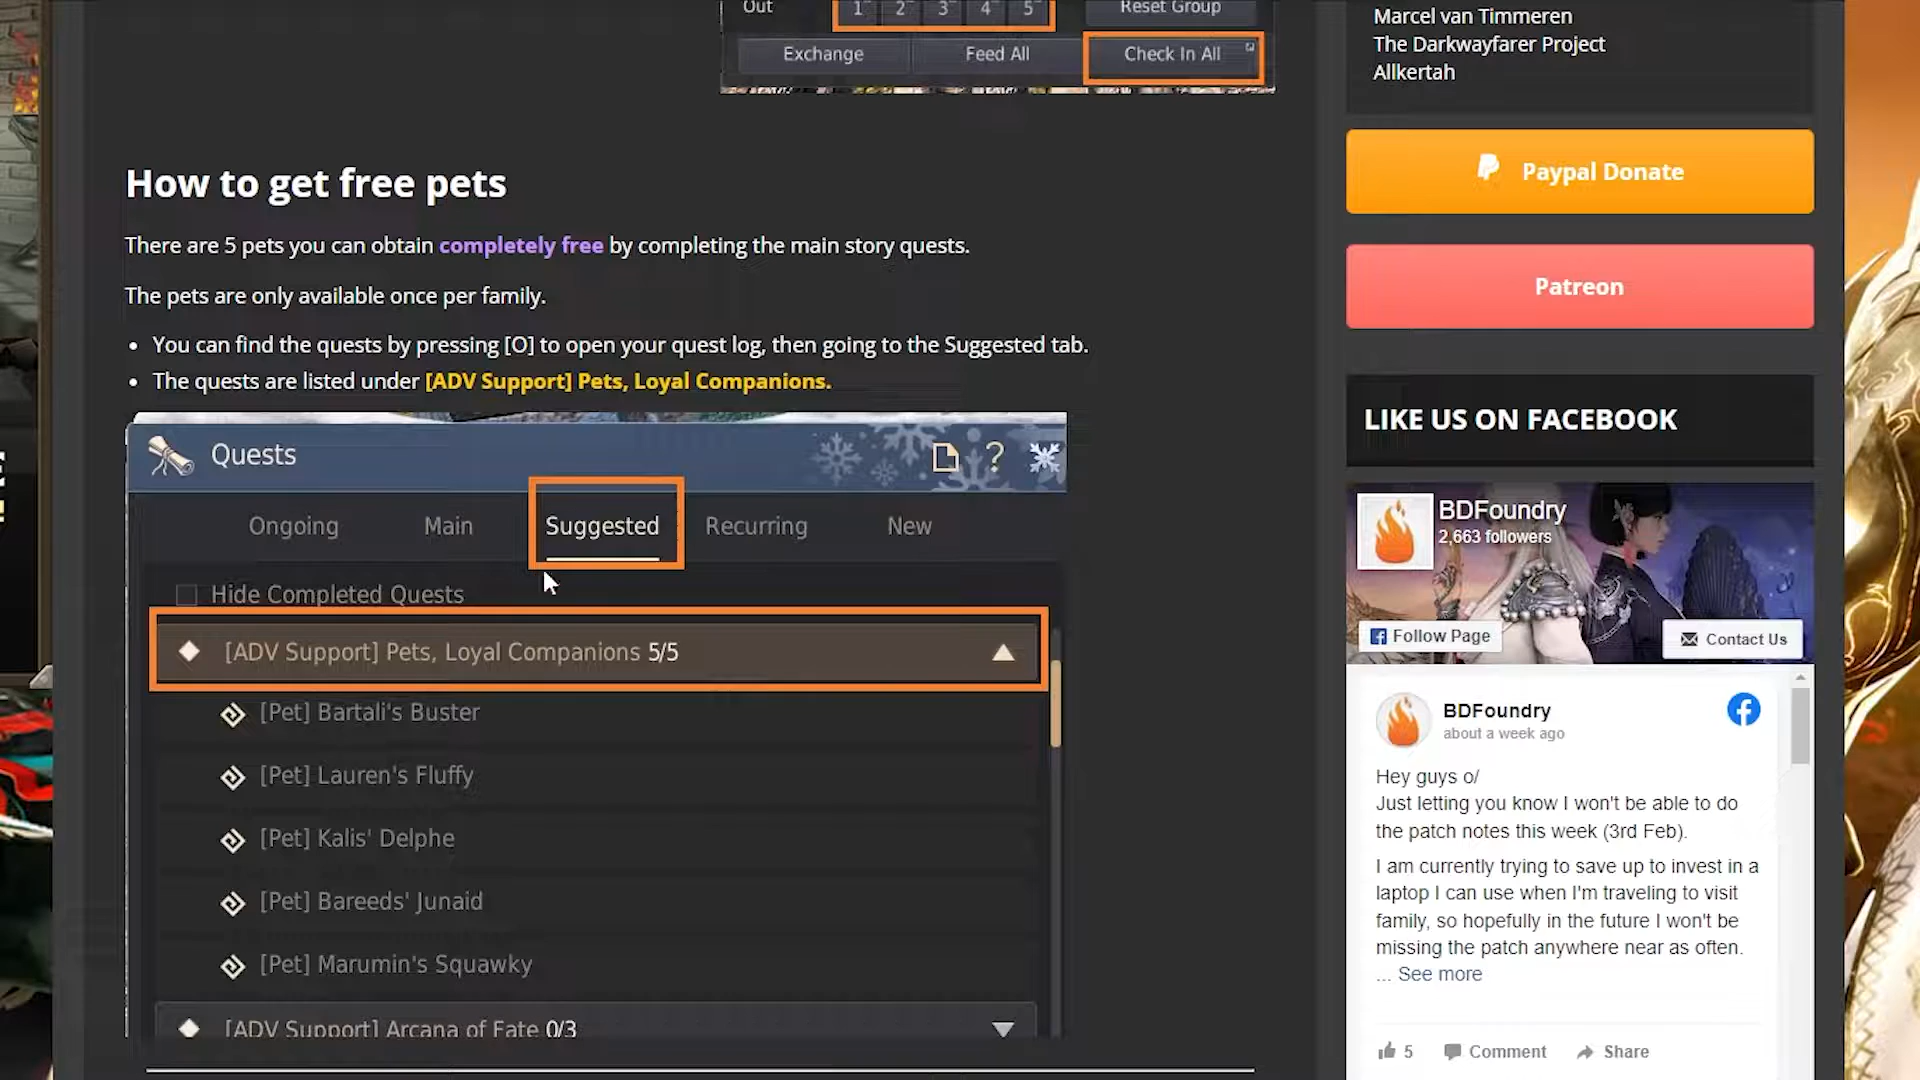 Out
1 2 3 4 5
Reset Group
Exchange
Feed All
Check In All
How to get free pets
There are 5 pets you can obtain completely free by completing the main story quests.
The pets are only available once per family.
• You can find the quests by pressing [O] to open your quest log, then going to the Suggested tab.
• The quests are listed under [ADV Support] Pets, Loyal Companions.
Quests
?
Ongoing
Main
Suggested
Recurring
New
Hide Completed Quests
[ADV Support] Pets, Loyal Companions 5/5
[Pet] Bartali's Buster
[Pet] Lauren's Fluffy
[Pet] Kalis' Delphe
[Pet] Bareeds' Junaid
[Pet] Marumin's Squawky
[ADV Support] Arcana of Fate 0/3
Marcel van Timmeren
The Darkwayfarer Project
Allkertah
Paypal Donate
Patreon
LIKE US ON FACEBOOK
BDFoundry
2,663 followers
Follow Page
Contact Us
BDFoundry
about a week ago
Hey guys o/
Just letting you know I won't be able to do
the patch notes this week (3rd Feb).
I am currently trying to save up to invest in a
laptop I can use when I'm traveling to visit
family, so hopefully in the future I won't be
missing the patch anywhere near as often.
... See more
5
Comment
Share